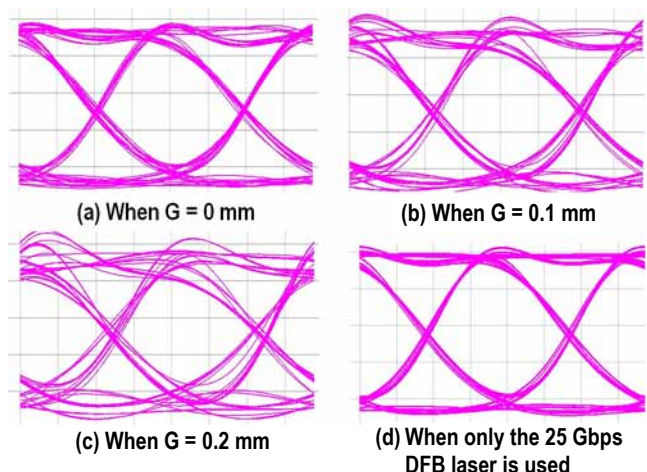 (a) When G = 0 mm
(b) When G = 0.1 mm
(c) When G = 0.2 mm
(d) When only the 25 Gbps
DFB laser is used